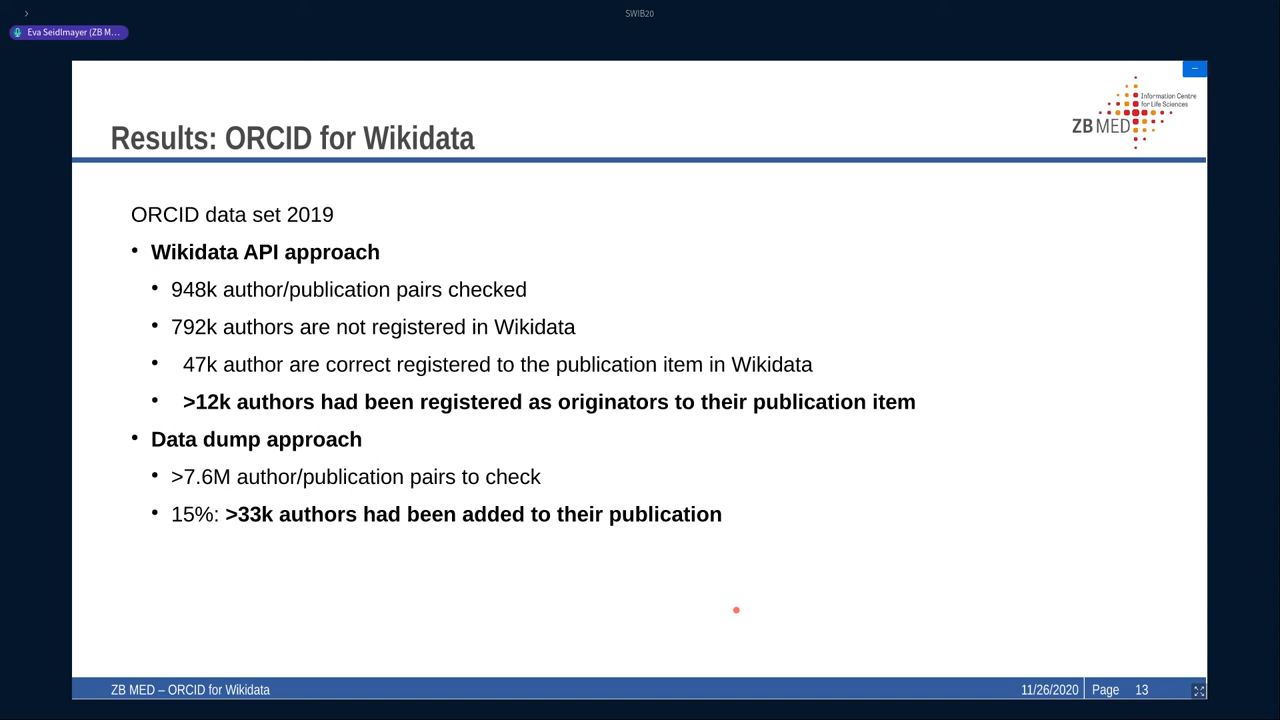 SWIB20
Eva Seidlmayer (ZB M...
Information Centre
for Life Sciences
ZB MED
Results: ORCID for Wikidata
ORCID data set 2019
• Wikidata API approach
• 948k author/publication pairs checked
• 792k authors are not registered in Wikidata
• 47k author are correct registered to the publication item in Wikidata
• >12k authors had been registered as originators to their publication item
• Data dump approach
• >7.6M author/publication pairs to check
• 15%: >33k authors had been added to their publication
ZB MED – ORCID for Wikidata
11/26/2020 Page 13